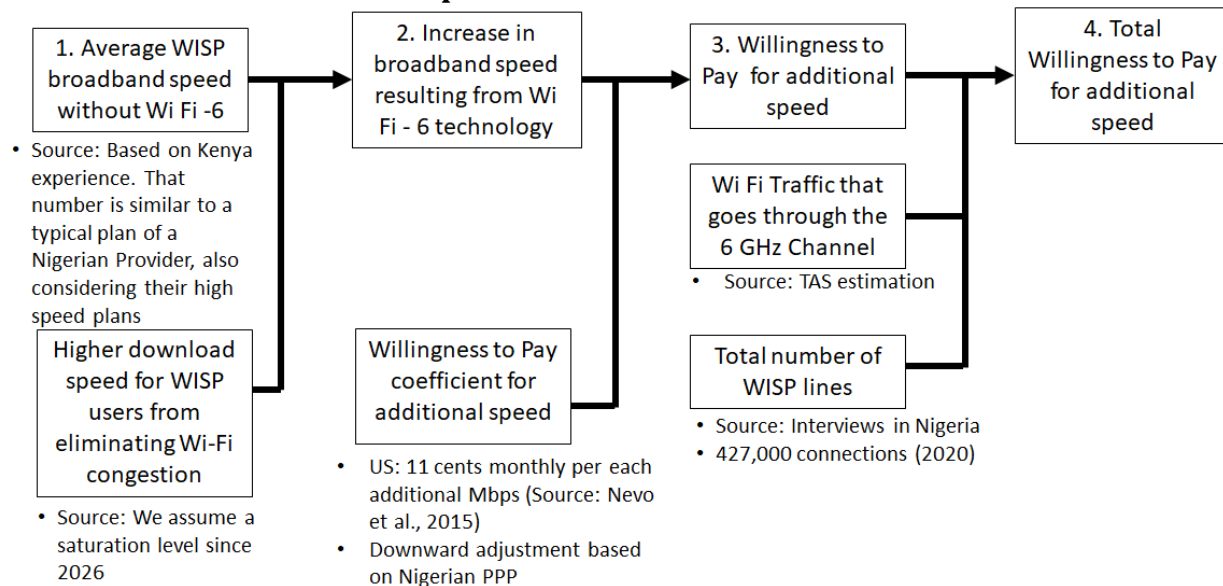 1. Average WISP
broadband speed
without Wi Fi -6
• Source: Based on Kenya
experience. That
number is similar to a
typical plan of a
Nigerian Provider, also
considering their high
speed plans
Higher download
speed for WISP
users from
eliminating Wi-Fi
congestion
• Source: We assume a
saturation level since
2026
2. Increase in
broadband speed
resulting from Wi
Fi - 6 technology
Willingness to Pay
coefficient for
additional speed
• US: 11 cents monthly per each
additional Mbps (Source: Nevo
et al., 2015)
• Downward adjustment based
on Nigerian PPP
3. Willingness to
Pay for additional
speed
Wi Fi Traffic that
goes through the
6 GHz Channel
• Source: TAS estimation
Total number of
WISP lines
• Source: Interviews in Nigeria
• 427,000 connections (2020)
4. Total
Willingness to Pay
for additional
speed